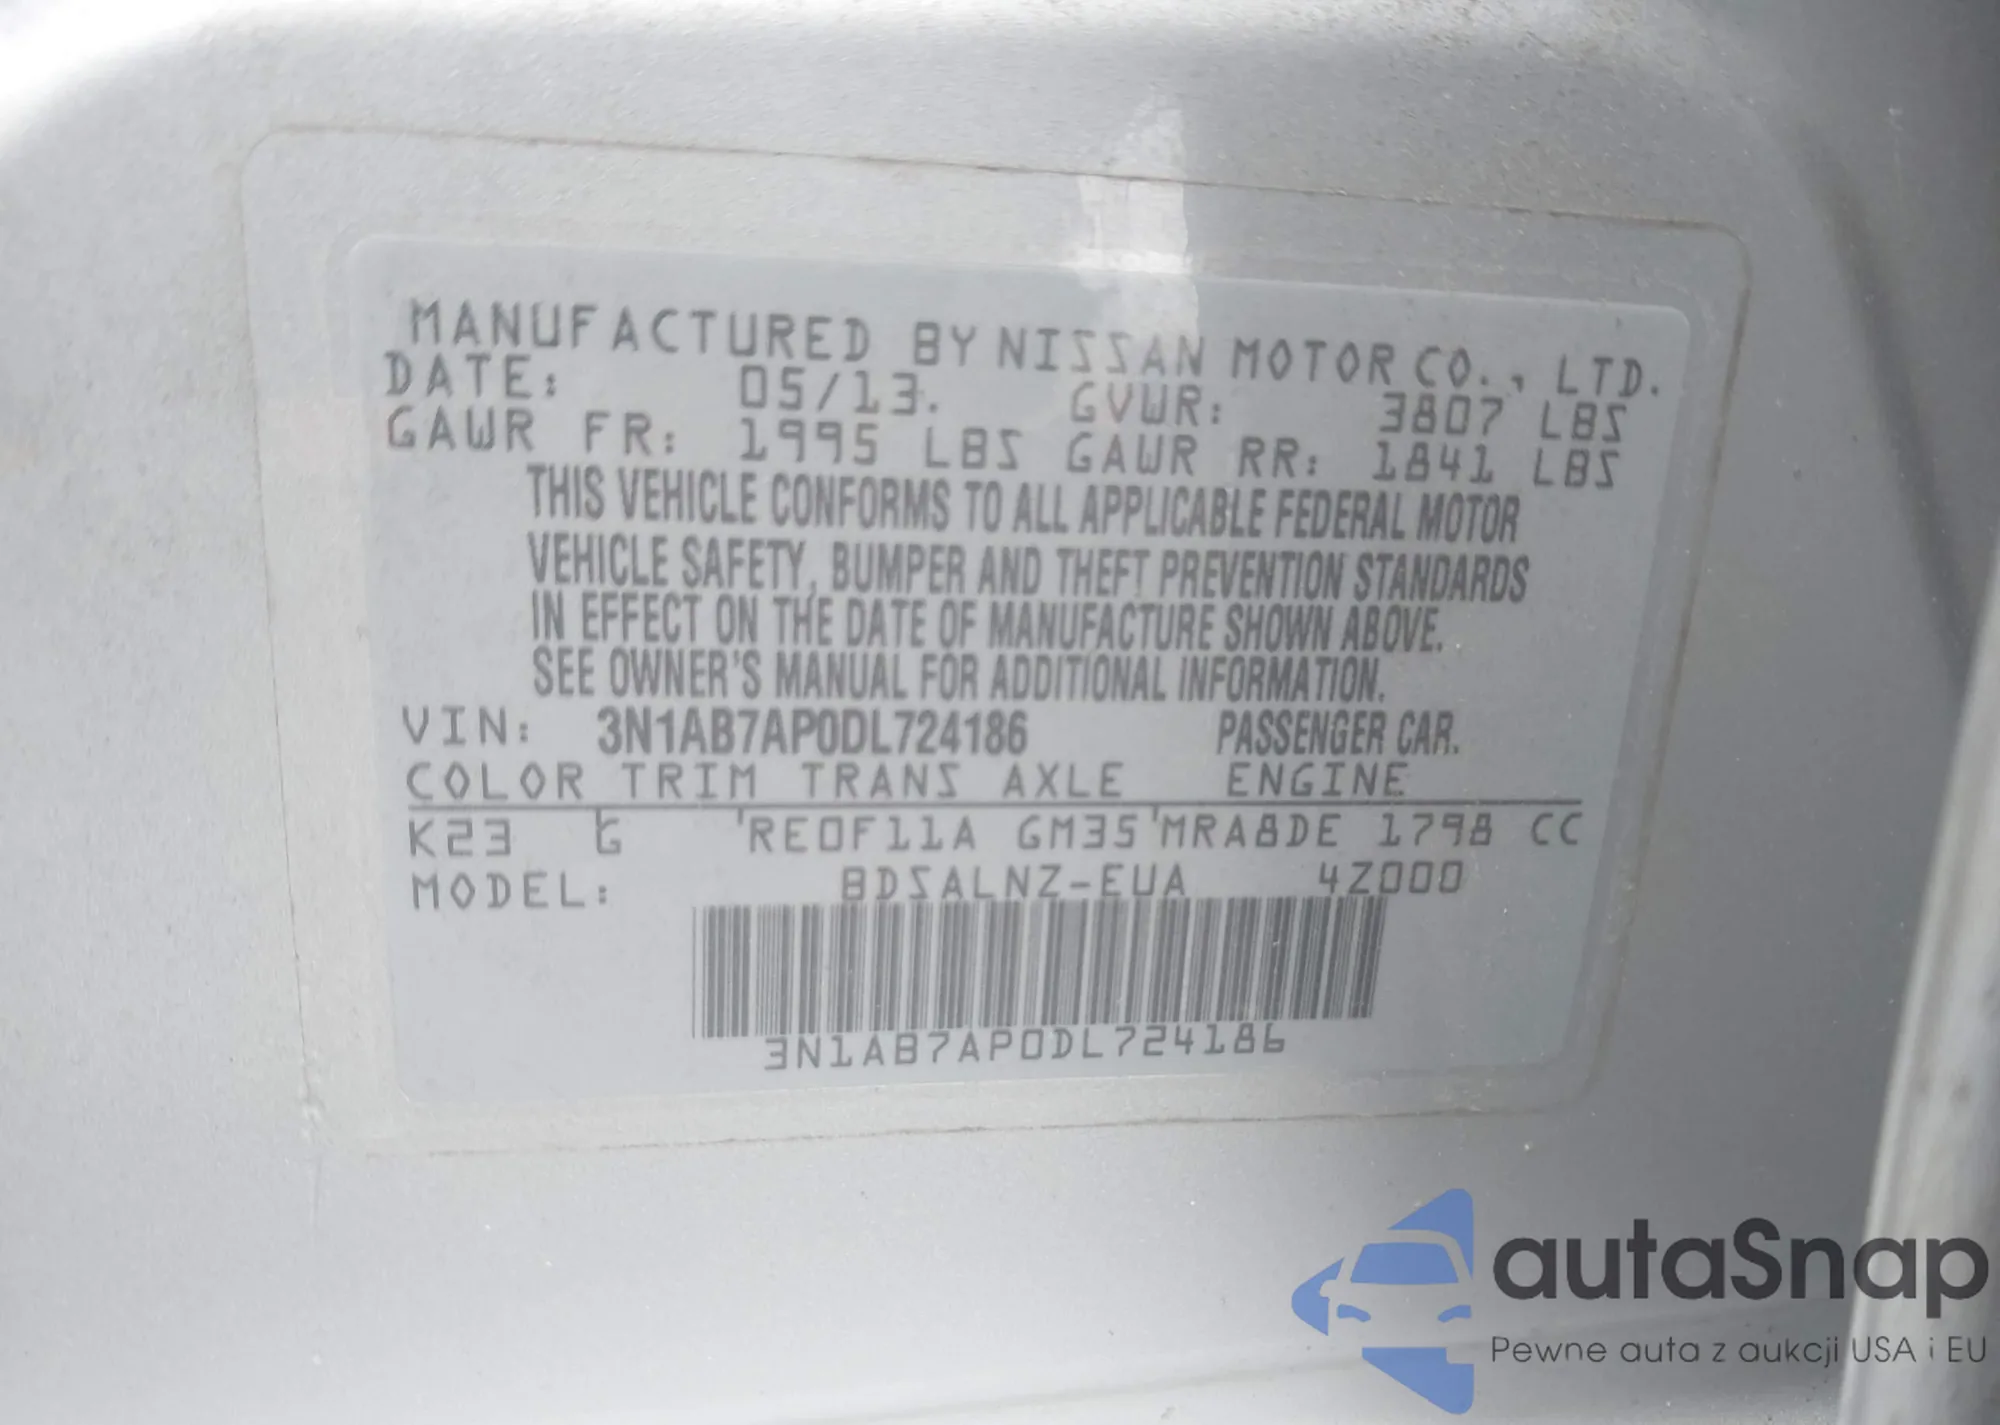 MANUFACTURED BY NISSAN MOTOR CO., LTD.
DATE: 05/13. GVWR: 3807 LBS
GAWR FR: 1995 LBS GAWR RR: 1841 LBS
THIS VEHICLE CONFORMS TO ALL APPLICABLE FEDERAL MOTOR
VEHICLE SAFETY, BUMPER AND THEFT PREVENTION STANDARDS
IN EFFECT ON THE DATE OF MANUFACTURE SHOWN ABOVE.
SEE OWNER'S MANUAL FOR ADDITIONAL INFORMATION.
VIN: 3N1AB7AP0DL724186 PASSENGER CAR.
COLOR TRIM TRANS AXLE ENGINE
K23 G RE0F11A GM35 MRA8DE 1798 CC
MODEL: BDSALNZ-EUA 4Z000
3N1AB7AP0DL724186
autaSnap
Pewne auta z aukcji USA i EU